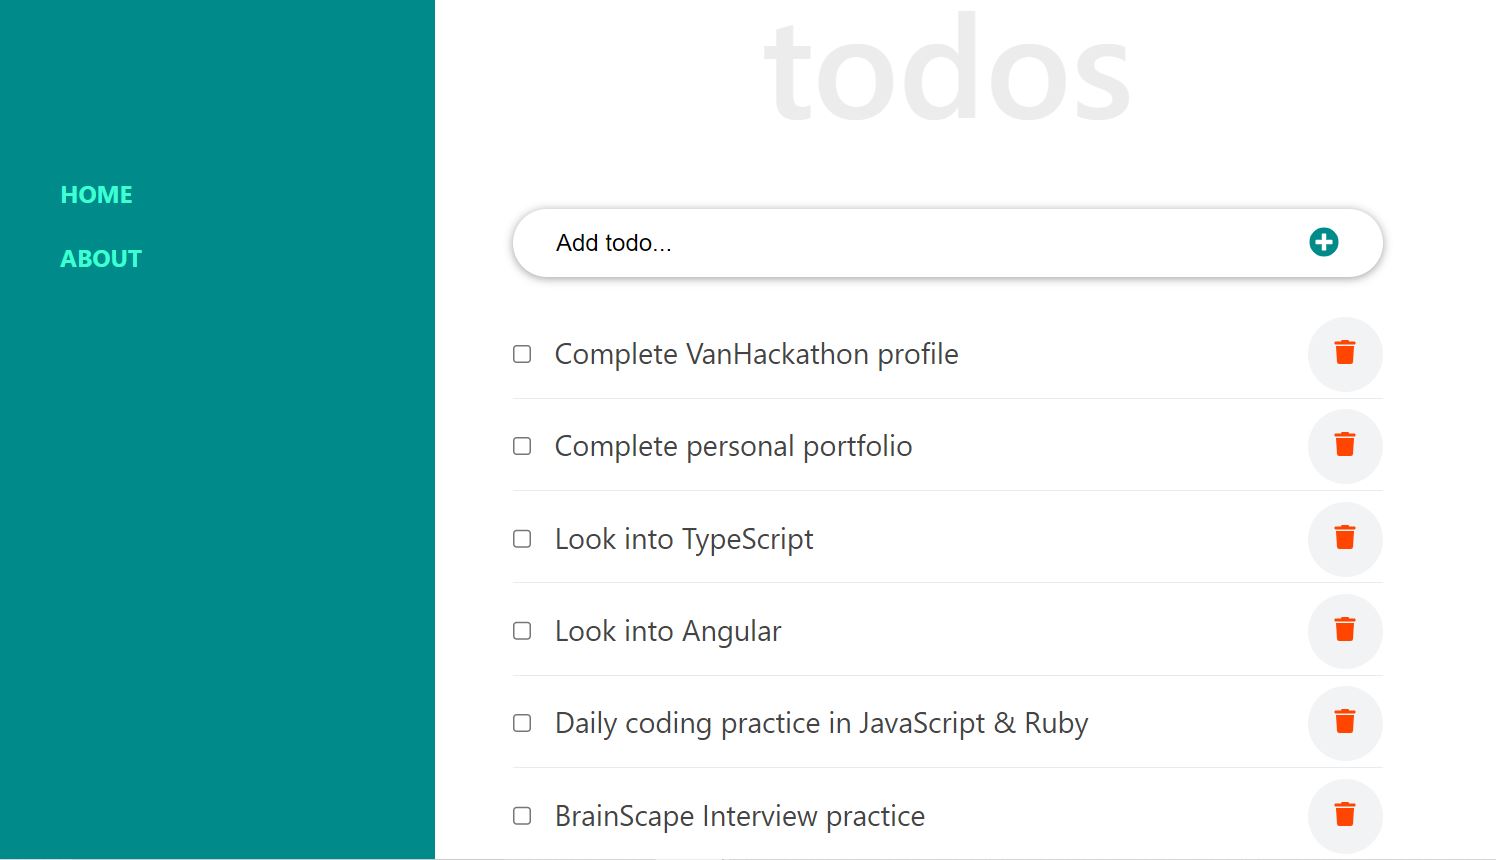 todos
HOME
ABOUT
Add todo...
Complete VanHackathon profile
Complete personal portfolio
Look into TypeScript
Look into Angular
Daily coding practice in JavaScript & Ruby
BrainScape Interview practice